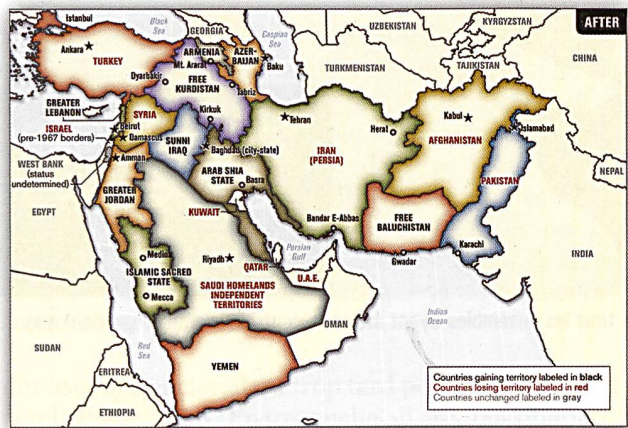 AFTER
Istanbul
Black
Sea
GEORGIA
Caspian
Sea
UZBEKISTAN
KYRGYZSTAN
Ankara
TURKEY
ARMENIA
Mt. Ararat
AZER-
BAIJAN
Baku
TURKMENISTAN
TAJIKISTAN
CHINA
Dyarbakir
FREE
KURDISTAN
Tabriz
GREATER
LEBANON
SYRIA
Kirkuk
Tehran
Herat
Kabul
AFGHANISTAN
Islamabad
ISRAEL
(pre-1967 borders)
Beirut
Damascus
SUNNI
IRAQ
Baghdad (city-state)
IRAN
(PERSIA)
WEST BANK
(status
undetermined)
Amman
ARAB SHIA
STATE
Basra
PAKISTAN
NEPAL
EGYPT
GREATER
JORDAN
KUWAIT
Bandar E-Abbas
FREE
BALUCHISTAN
Karachi
INDIA
Medina
Riyadh
Persian
Gulf
Gwadar
ISLAMIC SACRED
STATE
Mecca
QATAR
U.A.E.
SAUDI HOMELANDS
INDEPENDENT
TERRITORIES
OMAN
Indian
Ocean
SUDAN
Red
Sea
ERITREA
YEMEN
ETHIOPIA
Countries gaining territory labeled in black
Countries losing territory labeled in red
Countries unchanged labeled in gray